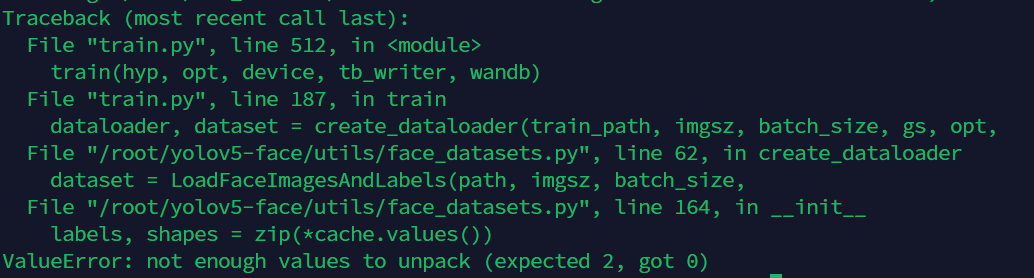 Traceback (most recent call last):
  File "train.py", line 512, in <module>
    train(hyp, opt, device, tb_writer, wandb)
  File "train.py", line 187, in train
    dataloader, dataset = create_dataloader(train_path, imgsz, batch_size, gs, opt,
  File "/root/yolov5-face/utils/face_datasets.py", line 62, in create_dataloader
    dataset = LoadFaceImagesAndLabels(path, imgsz, batch_size,
  File "/root/yolov5-face/utils/face_datasets.py", line 164, in __init__
    labels, shapes = zip(*cache.values())
ValueError: not enough values to unpack (expected 2, got 0)